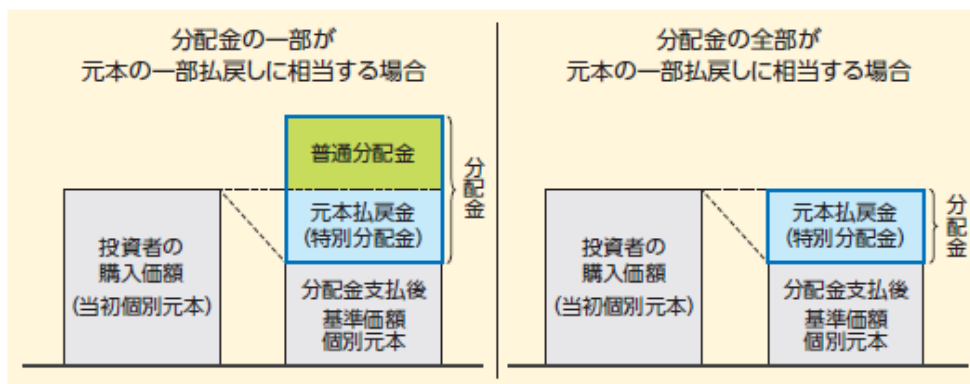 分配金の一部が
元本の一部払戻しに相当する場合
普通分配金
元本払戻金
(特別分配金)
分配金
投資者の
購入価額
(当初個別元本)
分配金支払後
基準価額
個別元本
分配金の全部が
元本の一部払戻しに相当する場合
元本払戻金
(特別分配金)
分配金
投資者の
購入価額
(当初個別元本)
分配金支払後
基準価額
個別元本